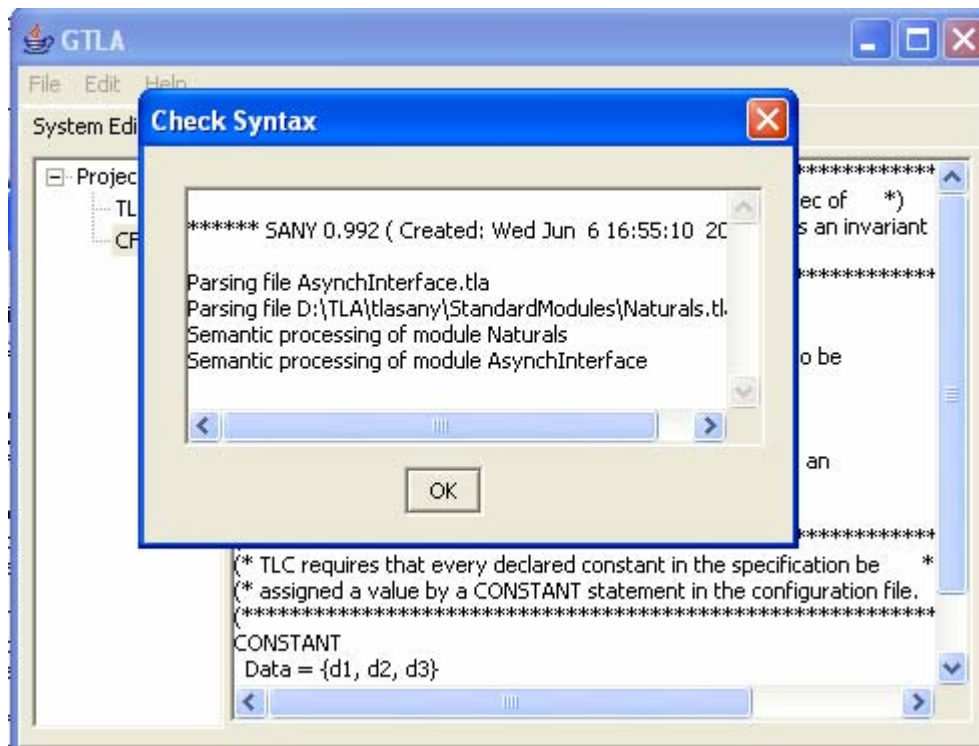 GTLA
File Edit Help
System Edi
Check Syntax
Projec
TL
CF
****** SANY 0.992 ( Created: Wed Jun 6 16:55:10 20
Parsing file AsynchInterface.tla
Parsing file D:\TLA\tlasany\StandardModules\Naturals.tl
Semantic processing of module Naturals
Semantic processing of module AsynchInterface
OK
ec of *)
s an invariant
o be
an
(* TLC requires that every declared constant in the specification be *
(* assigned a value by a CONSTANT statement in the configuration file.
CONSTANT
Data = {d1, d2, d3}